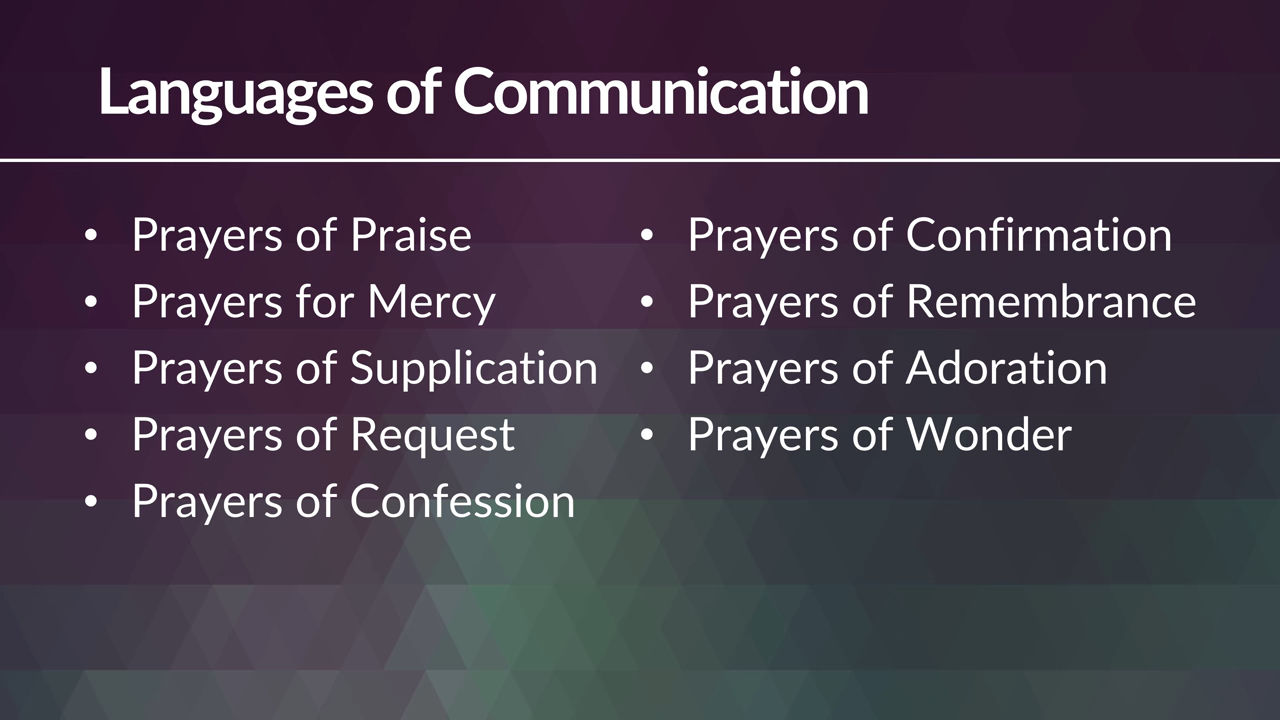 Languages of Communication
• Prayers of Praise
• Prayers for Mercy
• Prayers of Supplication
• Prayers of Request
• Prayers of Confession
• Prayers of Confirmation
• Prayers of Remembrance
• Prayers of Adoration
• Prayers of Wonder